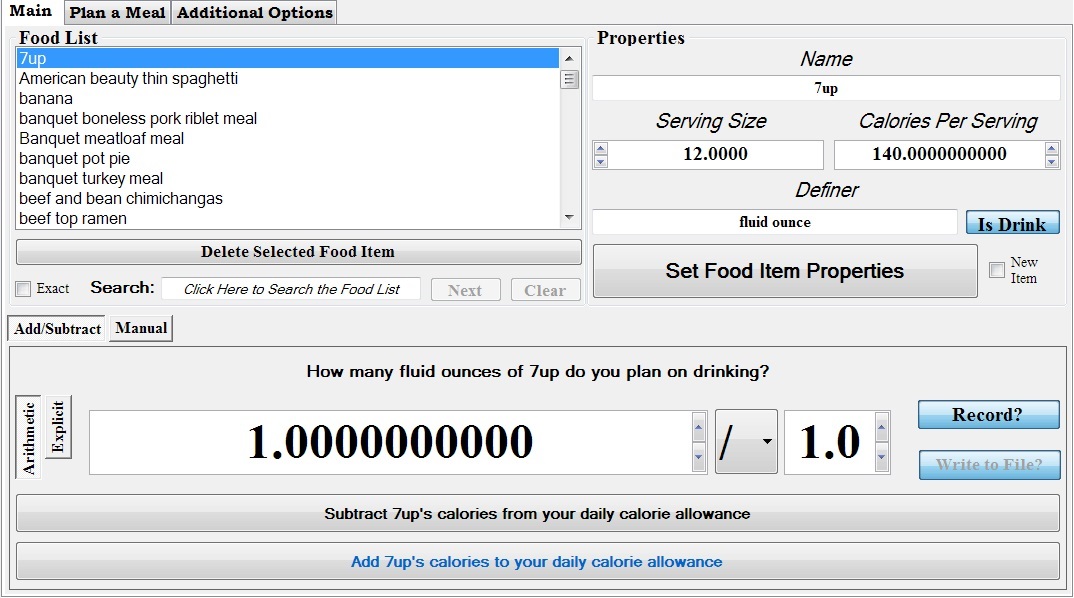 Main Plan a Meal Additional Options
Food List
7up
American beauty thin spaghetti
banana
banquet boneless pork riblet meal
Banquet meatloaf meal
banquet pot pie
banquet turkey meal
beef and bean chimichangas
beef top ramen
Delete Selected Food Item
Exact Search: Click Here to Search the Food List Next Clear
Properties
Name
7up
Serving Size Calories Per Serving
12.0000 140.0000000000
Definer
fluid ounce Is Drink
Set Food Item Properties New
Item
Add/Subtract Manual
How many fluid ounces of 7up do you plan on drinking?
Arithmetic
Explicit
1.0000000000 / 1.0
Record?
Write to File?
Subtract 7up's calories from your daily calorie allowance
Add 7up's calories to your daily calorie allowance